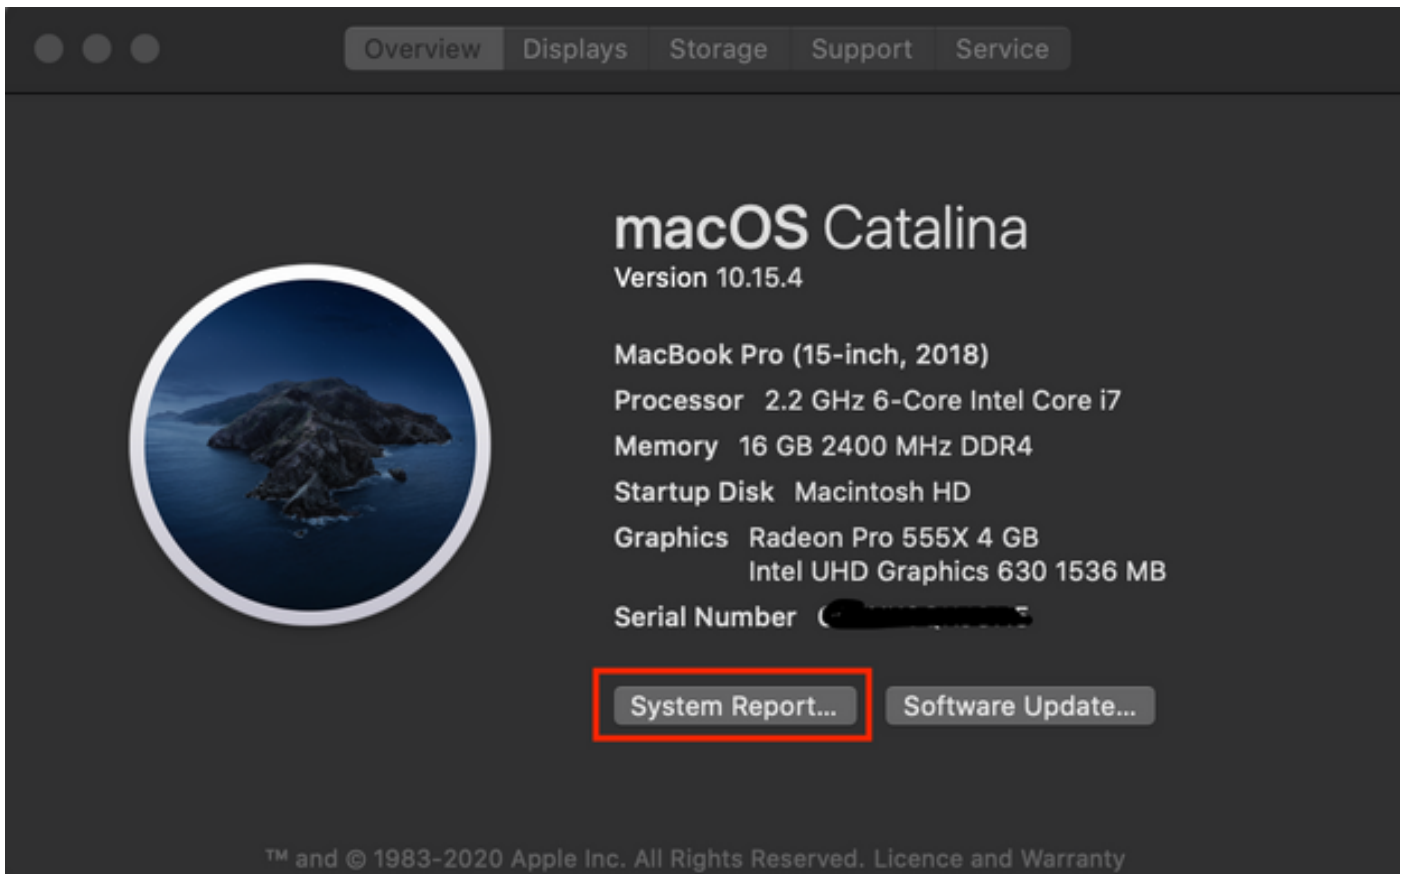 Overview Displays Storage Support Service
macOS Catalina
Version 10.15.4
MacBook Pro (15-inch, 2018)
Processor 2.2 GHz 6-Core Intel Core i7
Memory 16 GB 2400 MHz DDR4
Startup Disk Macintosh HD
Graphics Radeon Pro 555X 4 GB
Intel UHD Graphics 630 1536 MB
Serial Number
System Report... Software Update...
™ and © 1983-2020 Apple Inc. All Rights Reserved. Licence and Warranty